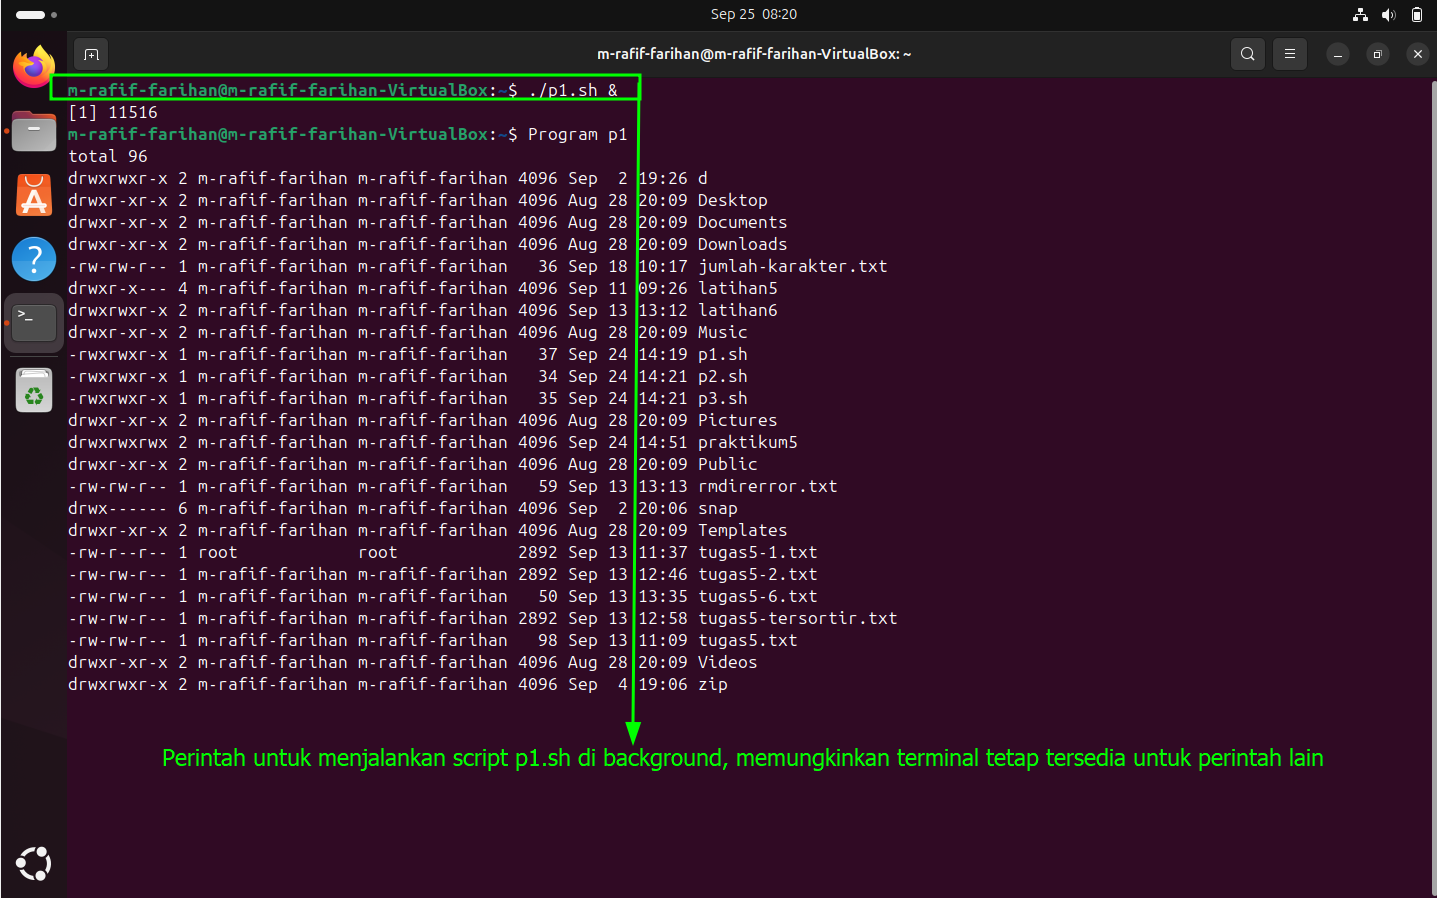 Sep 25  08:20
m-rafif-farihan@m-rafif-farihan-VirtualBox: ~
m-rafif-farihan@m-rafif-farihan-VirtualBox:~$ ./p1.sh &
[1] 11516
m-rafif-farihan@m-rafif-farihan-VirtualBox:~$ Program p1
total 96
drwxrwxr-x 2 m-rafif-farihan m-rafif-farihan 4096 Sep  2 19:26 d
drwxr-xr-x 2 m-rafif-farihan m-rafif-farihan 4096 Aug 28 20:09 Desktop
drwxr-xr-x 2 m-rafif-farihan m-rafif-farihan 4096 Aug 28 20:09 Documents
drwxr-xr-x 2 m-rafif-farihan m-rafif-farihan 4096 Aug 28 20:09 Downloads
-rw-rw-r-- 1 m-rafif-farihan m-rafif-farihan   36 Sep 18 10:17 jumlah-karakter.txt
drwxr-x--- 4 m-rafif-farihan m-rafif-farihan 4096 Sep 11 09:26 latihan5
drwxrwxr-x 2 m-rafif-farihan m-rafif-farihan 4096 Sep 13 13:12 latihan6
drwxr-xr-x 2 m-rafif-farihan m-rafif-farihan 4096 Aug 28 20:09 Music
-rwxrwxr-x 1 m-rafif-farihan m-rafif-farihan   37 Sep 24 14:19 p1.sh
-rwxrwxr-x 1 m-rafif-farihan m-rafif-farihan   34 Sep 24 14:21 p2.sh
-rwxrwxr-x 1 m-rafif-farihan m-rafif-farihan   35 Sep 24 14:21 p3.sh
drwxr-xr-x 2 m-rafif-farihan m-rafif-farihan 4096 Aug 28 20:09 Pictures
drwxrwxrwx 2 m-rafif-farihan m-rafif-farihan 4096 Sep 24 14:51 praktikum5
drwxr-xr-x 2 m-rafif-farihan m-rafif-farihan 4096 Aug 28 20:09 Public
-rw-rw-r-- 1 m-rafif-farihan m-rafif-farihan   59 Sep 13 13:13 rmdirerror.txt
drwx------ 6 m-rafif-farihan m-rafif-farihan 4096 Sep  2 20:06 snap
drwxr-xr-x 2 m-rafif-farihan m-rafif-farihan 4096 Aug 28 20:09 Templates
-rw-r--r-- 1 root            root            2892 Sep 13 11:37 tugas5-1.txt
-rw-rw-r-- 1 m-rafif-farihan m-rafif-farihan 2892 Sep 13 12:46 tugas5-2.txt
-rw-rw-r-- 1 m-rafif-farihan m-rafif-farihan   50 Sep 13 13:35 tugas5-6.txt
-rw-rw-r-- 1 m-rafif-farihan m-rafif-farihan 2892 Sep 13 12:58 tugas5-tersortir.txt
-rw-rw-r-- 1 m-rafif-farihan m-rafif-farihan   98 Sep 13 11:09 tugas5.txt
drwxr-xr-x 2 m-rafif-farihan m-rafif-farihan 4096 Aug 28 20:09 Videos
drwxrwxr-x 2 m-rafif-farihan m-rafif-farihan 4096 Sep  4 19:06 zip
Perintah untuk menjalankan script p1.sh di background, memungkinkan terminal tetap tersedia untuk perintah lain